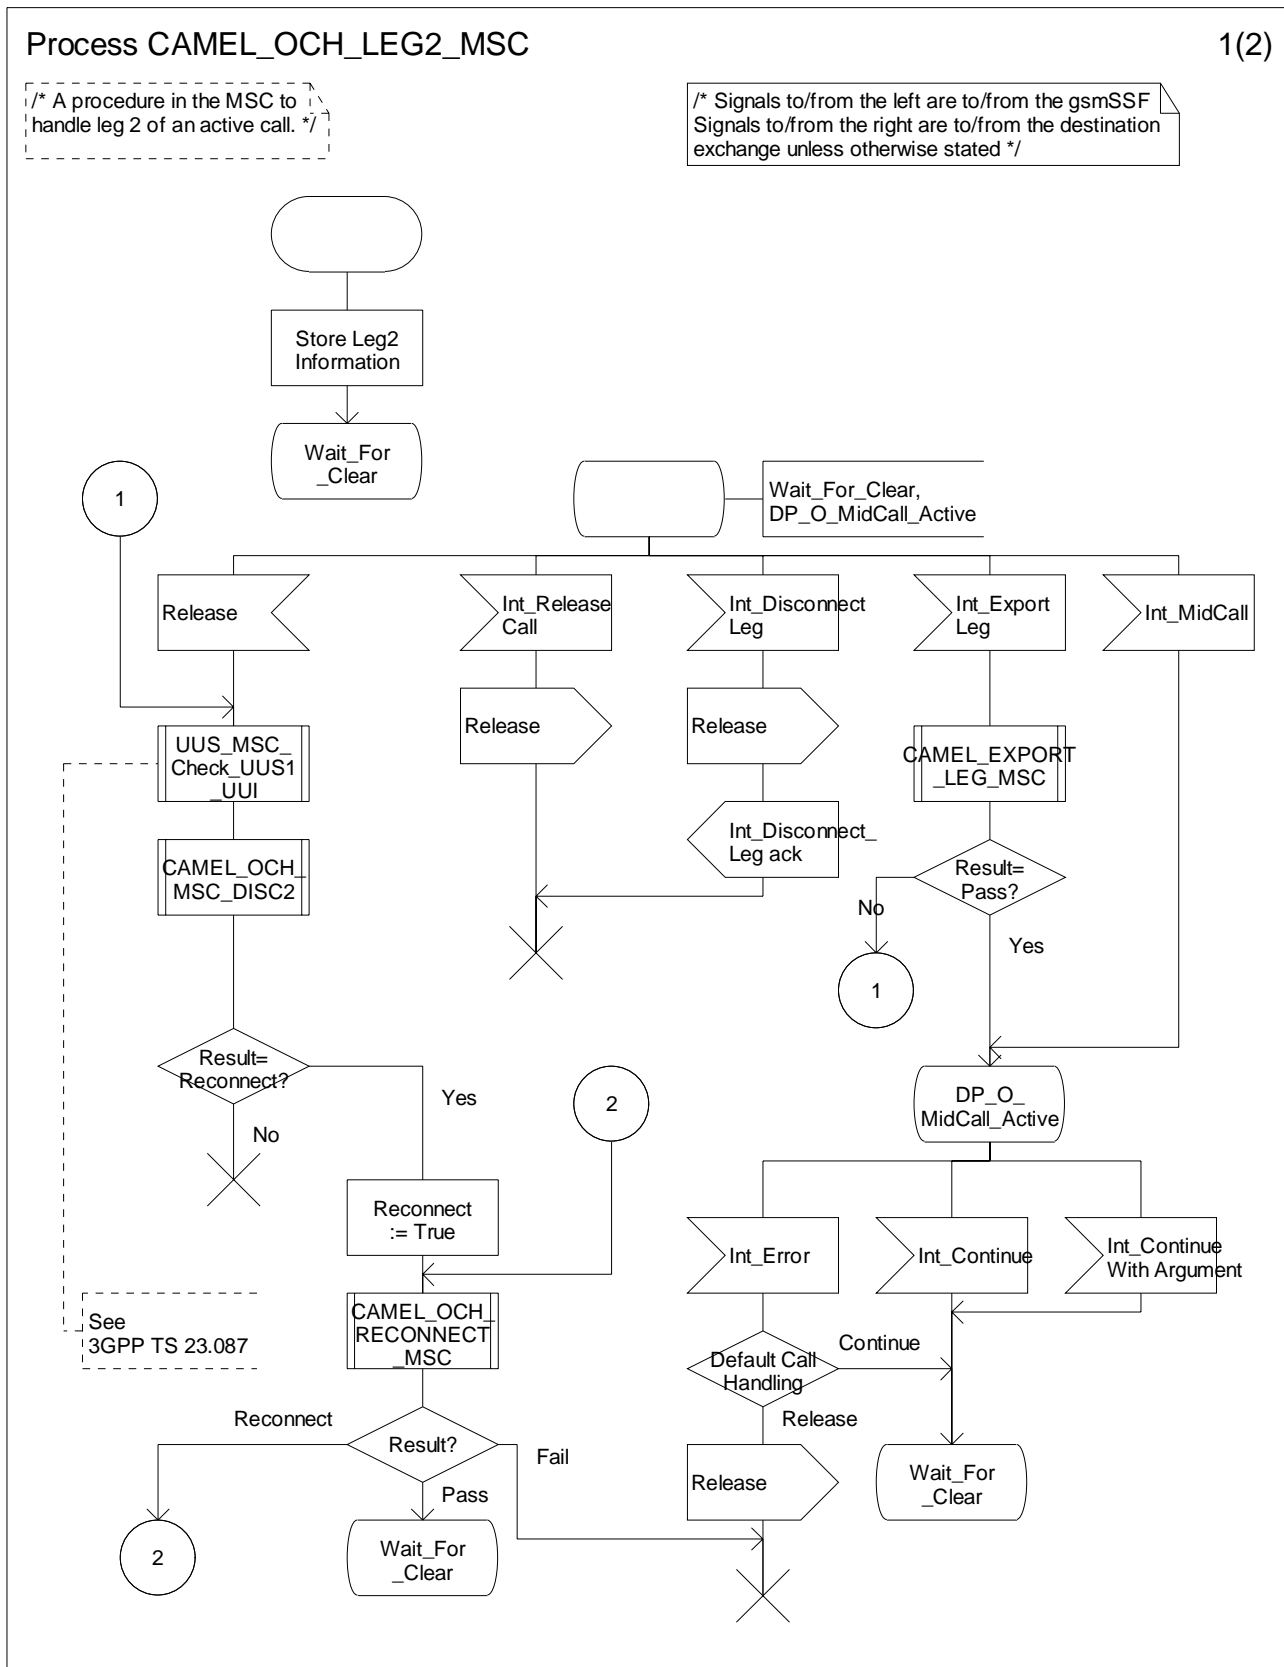 Process CAMEL_OCH_LEG2_MSC
1(2)
/* A procedure in the MSC to
handle leg 2 of an active call. */
/* Signals to/from the left are to/from the gsmSSF
Signals to/from the right are to/from the destination
exchange unless otherwise stated */
Store Leg2
Information
Wait_For
_Clear
1
Wait_For_Clear,
DP_O_MidCall_Active
Release
Int_Release
Call
Int_Disconnect
Leg
Int_Export
Leg
Int_MidCall
Release
Release
UUS_MSC_
Check_UUS1
_UUI
CAMEL_EXPORT
_LEG_MSC
Int_Disconnect_
Leg ack
CAMEL_OCH_
MSC_DISC2
Result=
Pass?
No
Yes
1
Result=
Reconnect?
Yes
No
2
DP_O_
MidCall_Active
Reconnect
:= True
Int_Error
Int_Continue
Int_Continue
With Argument
See
3GPP TS 23.087
CAMEL_OCH_
RECONNECT
_MSC
Default Call
Handling
Continue
Release
Reconnect
Result?
Fail
Pass
Release
Wait_For
_Clear
2
Wait_For
_Clear